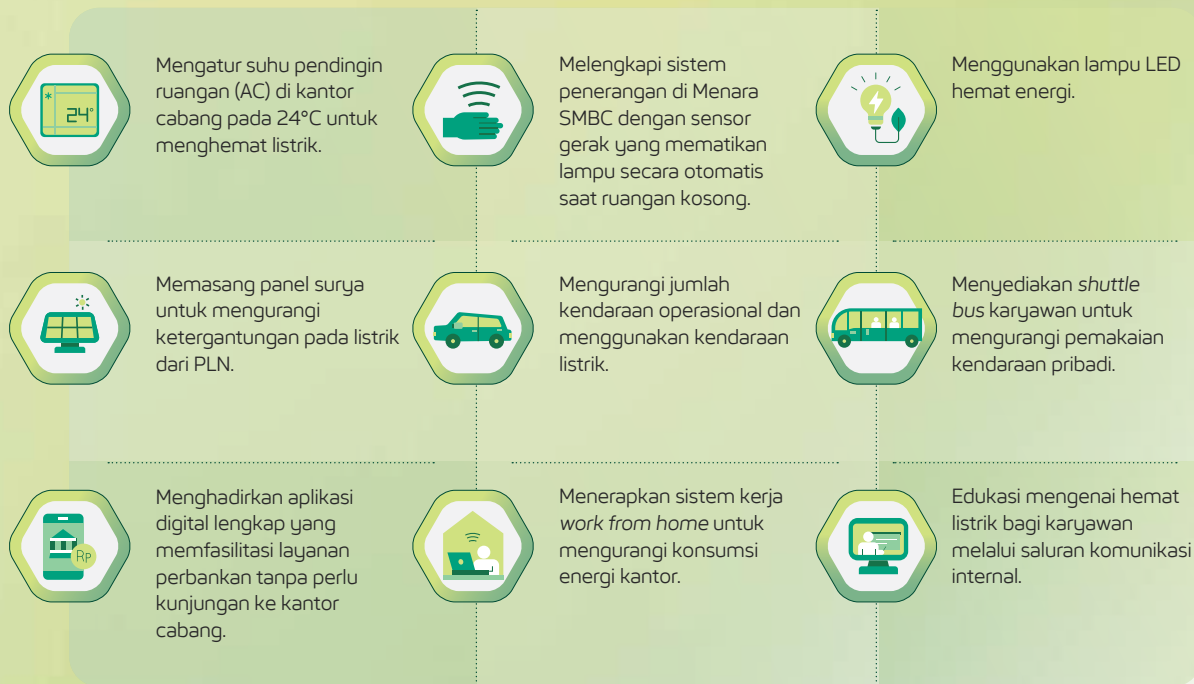 24°
Mengatur suhu pendingin
ruangan (AC) di kantor
cabang pada 24°C untuk
menghemat listrik.
Melengkapi sistem
penerangan di Menara
SMBC dengan sensor
gerak yang mematikan
lampu secara otomatis
saat ruangan kosong.
Menggunakan lampu LED
hemat energi.
Memasang panel surya
untuk mengurangi
ketergantungan pada listrik
dari PLN.
Mengurangi jumlah
kendaraan operasional dan
menggunakan kendaraan
listrik.
Menyediakan shuttle
bus karyawan untuk
mengurangi pemakaian
kendaraan pribadi.
Rp
Menghadirkan aplikasi
digital lengkap yang
memfasilitasi layanan
perbankan tanpa perlu
kunjungan ke kantor
cabang.
Menerapkan sistem kerja
work from home untuk
mengurangi konsumsi
energi kantor.
Edukasi mengenai hemat
listrik bagi karyawan
melalui saluran komunikasi
internal.